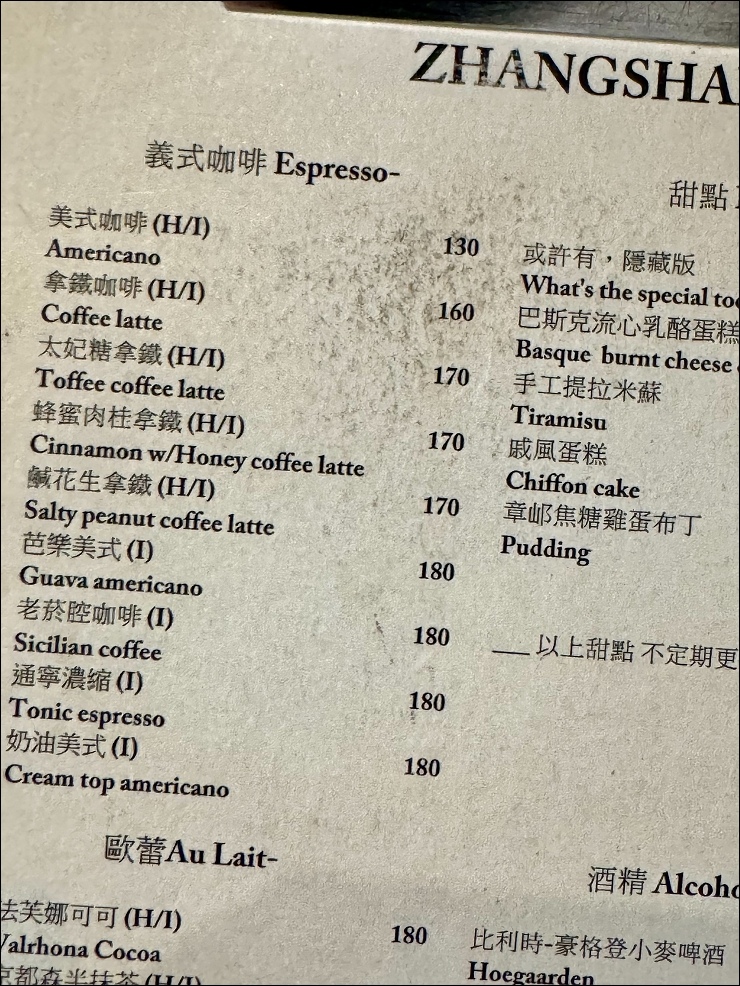 ZHANGSHA
義式咖啡 Espresso-
美式咖啡 (H/I)
Americano 130
拿鐵咖啡 (H/I)
Coffee latte 160
太妃糖拿鐵 (H/I)
Toffee coffee latte 170
蜂蜜肉桂拿鐵 (H/I)
Cinnamon w/Honey coffee latte 170
鹹花生拿鐵 (H/I)
Salty peanut coffee latte 170
芭樂美式 (I)
Guava americano 180
老菸腔咖啡 (I)
Sicilian coffee 180
通寧濃縮 (I)
Tonic espresso 180
奶油美式 (I)
Cream top americano 180
歐蕾Au Lait-
法芙娜可可 (H/I)
Valrhona Cocoa 180
京都森半抹茶 (H/I)
甜點
或許有，隱藏版
What's the special
巴斯克流心乳酪蛋糕
Basque burnt cheese
手工提拉米蘇
Tiramisu
戚風蛋糕
Chiffon cake
章邖焦糖雞蛋布丁
Pudding
___ 以上甜點 不定期更
酒精 Alcoho
比利時-豪格登小麥啤酒
Hoegaarden